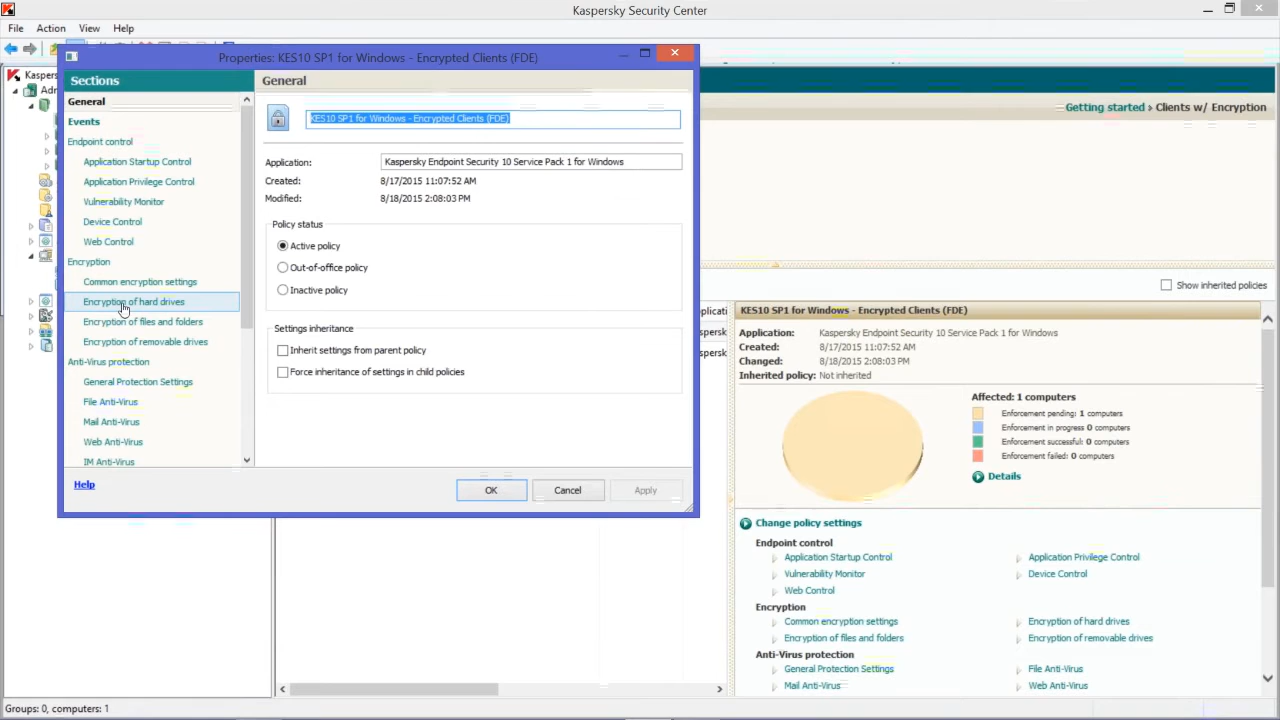 Kaspersky Security Center
File Action View Help
Properties: KES10 SP1 for Windows - Encrypted Clients (FDE)
Kaspersky
Sections
General
Events
Endpoint control
Application Startup Control
Application Privilege Control
Vulnerability Monitor
Device Control
Web Control
Encryption
Common encryption settings
Encryption of hard drives
Encryption of files and folders
Encryption of removable drives
Anti-Virus protection
General Protection Settings
File Anti-Virus
Mail Anti-Virus
Web Anti-Virus
IM Anti-Virus
Help
General
KES10 SP1 for Windows - Encrypted Clients (FDE)
Application: Kaspersky Endpoint Security 10 Service Pack 1 for Windows
Created: 8/17/2015 11:07:52 AM
Modified: 8/18/2015 2:08:03 PM
Policy status
Active policy
Out-of-office policy
Inactive policy
Settings inheritance
Inherit settings from parent policy
Force inheritance of settings in child policies
OK Cancel Apply
Getting started > Clients w/ Encryption
Show inherited policies
KES10 SP1 for Windows - Encrypted Clients (FDE)
Application: Kaspersky Endpoint Security 10 Service Pack 1 for Windows
Created: 8/17/2015 11:07:52 AM
Changed: 8/18/2015 2:08:03 PM
Inherited policy: Not inherited
Affected: 1 computers
Enforcement pending: 1 computers
Enforcement in progress 0 computers
Enforcement successful: 0 computers
Enforcement failed: 0 computers
Details
Change policy settings
Endpoint control
Application Startup Control Application Privilege Control
Vulnerability Monitor Device Control
Web Control
Encryption
Common encryption settings Encryption of hard drives
Encryption of files and folders Encryption of removable drives
Anti-Virus protection
General Protection Settings File Anti-Virus
Mail Anti-Virus Web Anti-Virus
Groups: 0, computers: 1